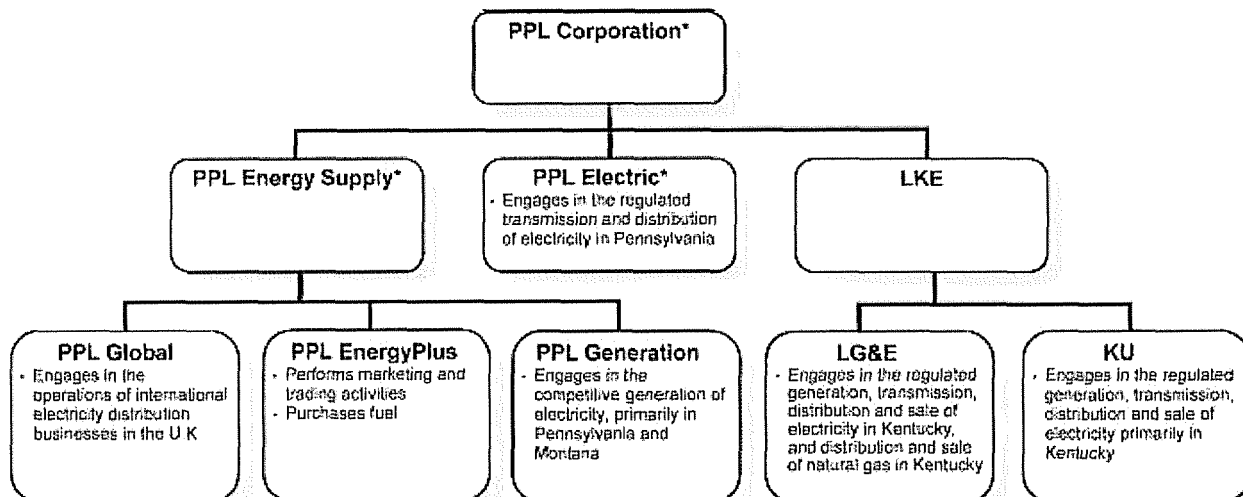 PPL Corporation*
PPL Energy Supply*
PPL Electric*
- Engages in the regulated
transmission and distribution
of electricity in Pennsylvania
LKE
PPL Global
- Engages in the
operations of international
electricity distribution
businesses in the U K
PPL EnergyPlus
- Performs marketing and
trading activities
- Purchases fuel
PPL Generation
- Engages in the
competitive generation of
electricity, primarily in
Pennsylvania and
Montana
LG&E
- Engages in the regulated
generation, transmission,
distribution and sale of
electricity in Kentucky,
and distribution and sale
of natural gas in Kentucky
KU
- Engages in the regulated
generation, transmission,
distribution and sale of
electricity primarily in
Kentucky